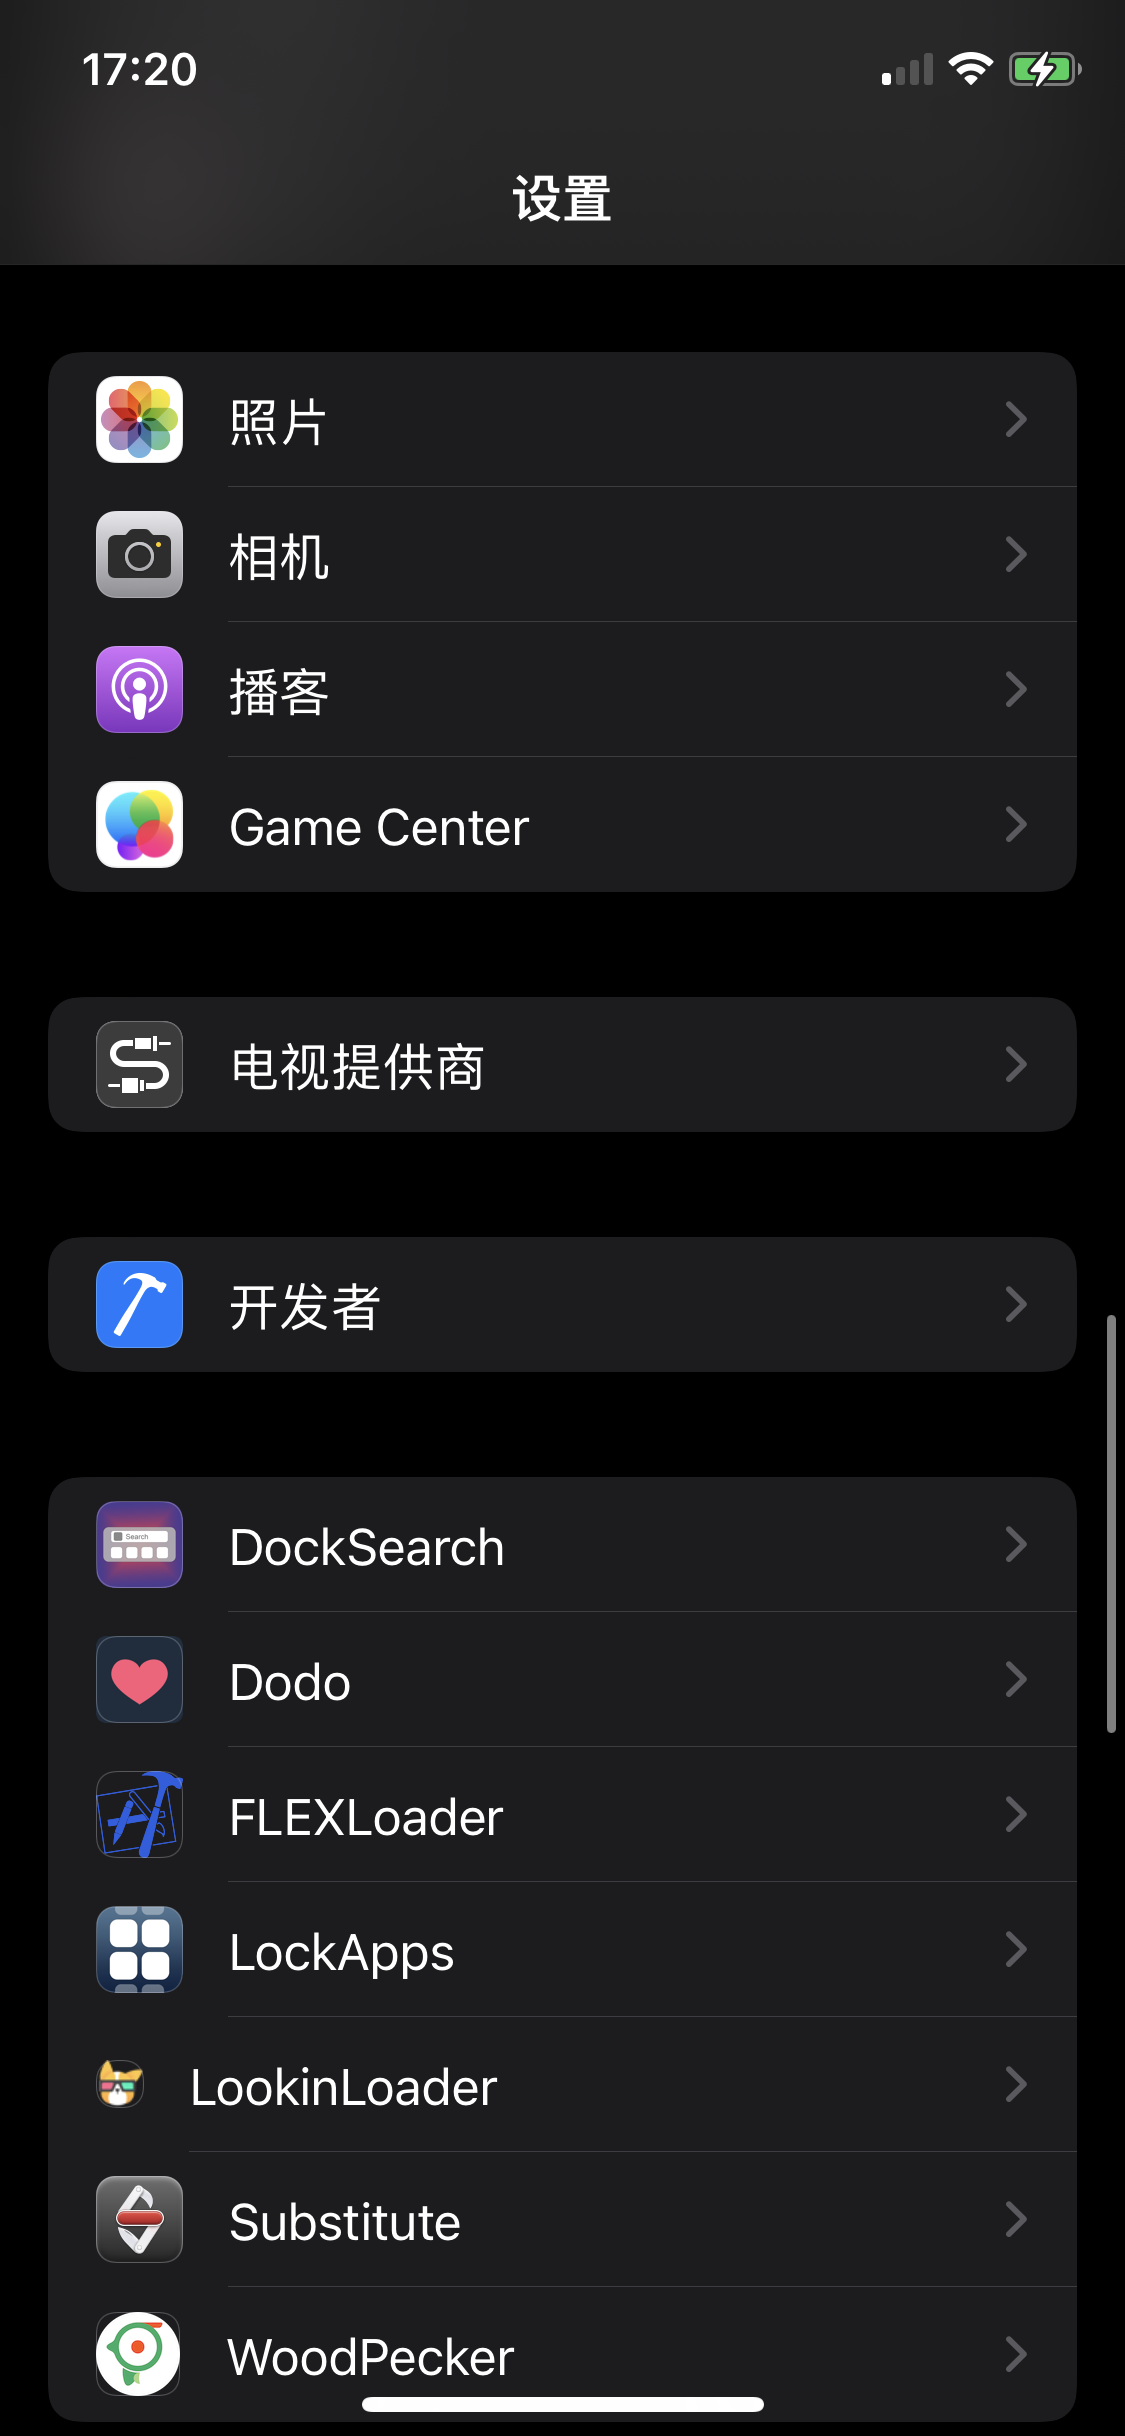 17:20
设置
照片
相机
播客
Game Center
电视提供商
开发者
Search
DockSearch
Dodo
FLEXLoader
LockApps
LookinLoader
Substitute
WoodPecker